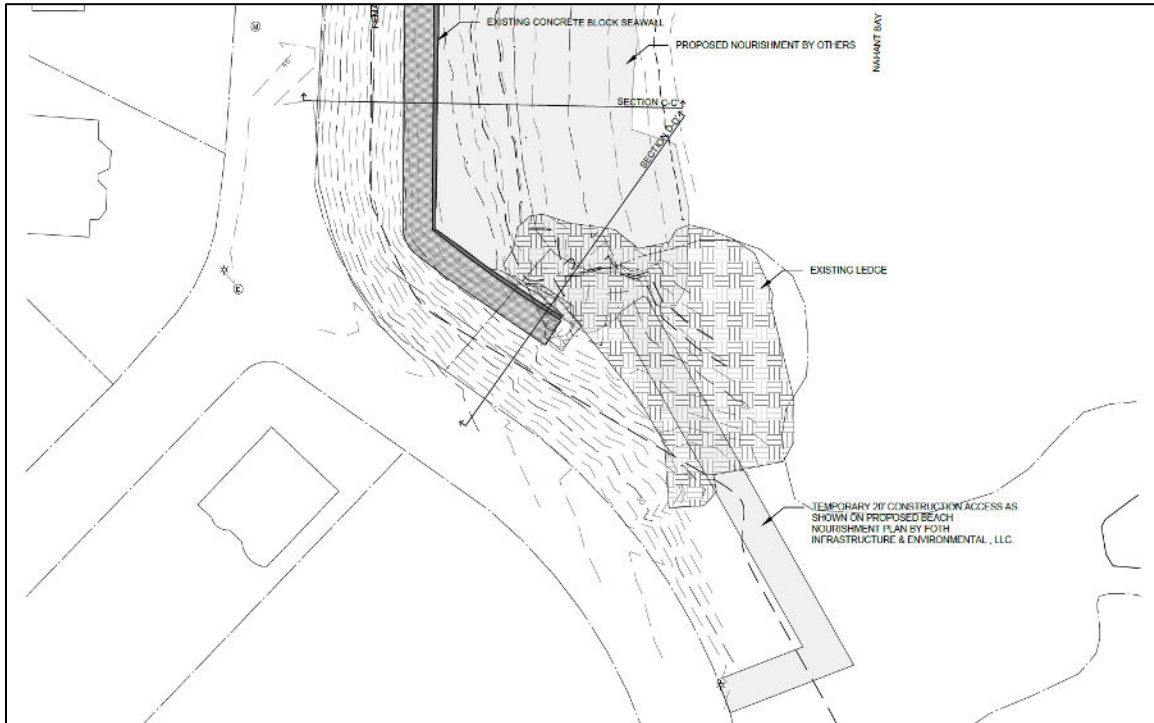 EXISTING CONCRETE BLOCK SEAWALL
PROPOSED NOURISHMENT BY OTHERS
NAHANT BAY
SECTION C-C'
SECTION D-D'
EXISTING LEDGE
TEMPORARY 20' CONSTRUCTION ACCESS AS
SHOWN ON PROPOSED BEACH
NOURISHMENT PLAN BY FOTH
INFRASTRUCTURE & ENVIRONMENTAL , LLC.
M
E